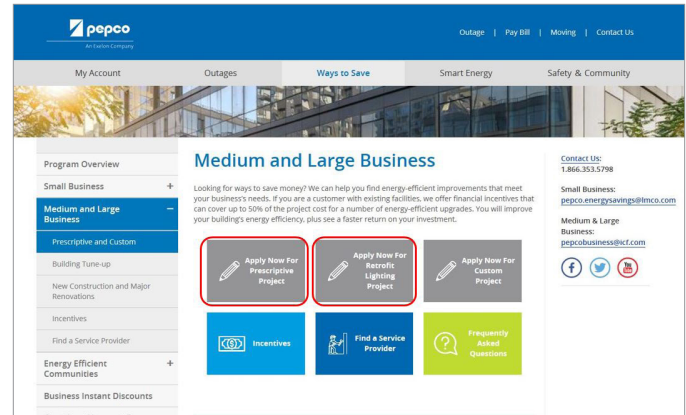 pepco
An Exelon Company
Outage | Pay Bill | Moving | Contact Us
My Account
Outages
Ways to Save
Smart Energy
Safety & Community
Program Overview
Small Business +
Medium and Large
Business −
Prescriptive and Custom
Building Tune-up
New Construction and Major
Renovations
Incentives
Find a Service Provider
Energy Efficient
Communities +
Business Instant Discounts
Medium and Large Business
Looking for ways to save money? We can help you find energy-efficient improvements that meet
your business's needs. If you are a customer with existing facilities, we offer financial incentives that
can cover up to 50% of the project cost for a number of energy-efficient upgrades. You will improve
your building's energy efficiency, plus see a faster return on your investment.
Apply Now For
Prescriptive
Project
Apply Now For
Retrofit
Lighting
Project
Apply Now For
Custom
Project
Incentives
Find a Service
Provider
Frequently
Asked
Questions
Contact Us:
1.866.353.5798
Small Business:
pepco.energysavings@lmco.com
Medium & Large
Business:
pepcobusiness@icf.com